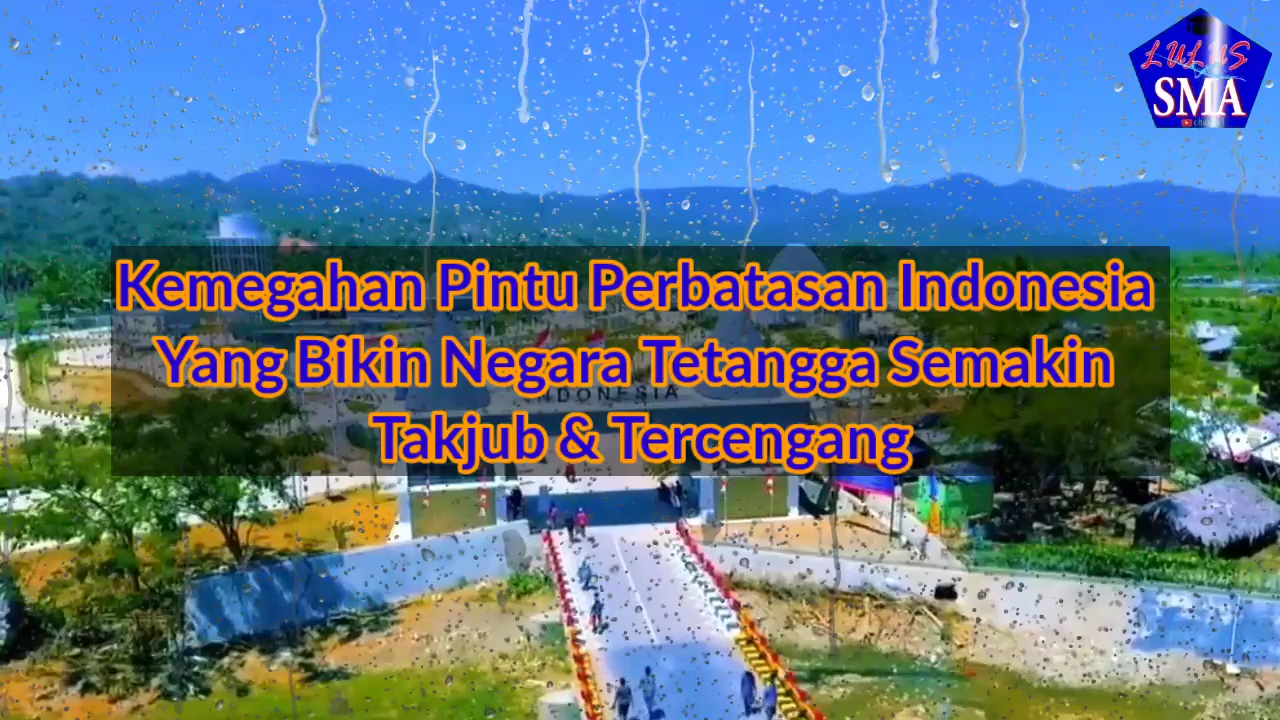 LULUS
SMA
Kemegahan Pintu Perbatasan Indonesia
Yang Bikin Negara Tetangga Semakin
INDONESIA
Takjub & Tercengang